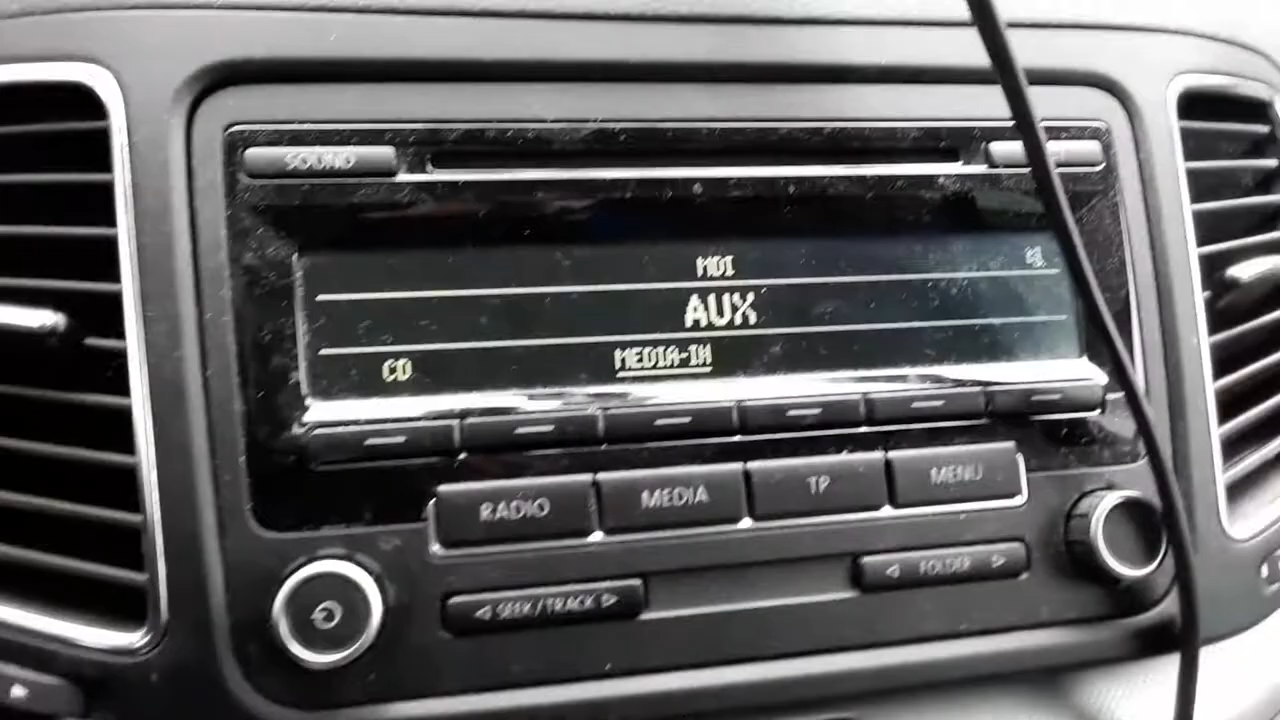 SOUND
MDI
AUX
CD MEDIA-IN
RADIO MEDIA TP MENU
SEEK/TRACK FOLDER